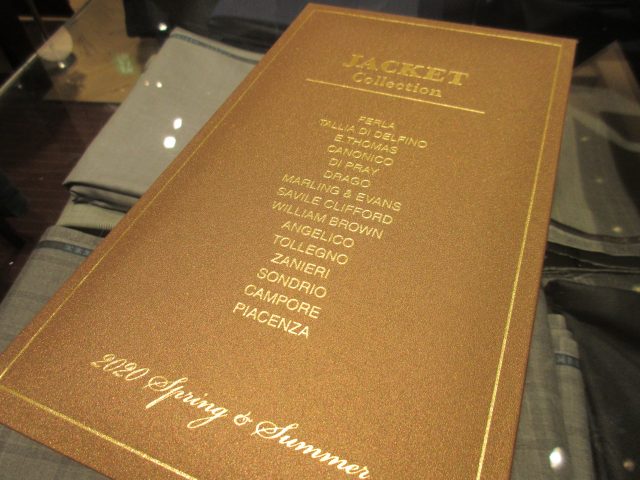 JACKET
Collection
FERLA
TALLIA DI DELFINO
E.THOMAS
CANONICO
DI PRAY
DRAGO
MARLING & EVANS
SAVILE CLIFFORD
WILLIAM BROWN
ANGELICO
TOLLEGNO
ZANIERI
SONDRIO
CAMPORE
PIACENZA
2020 Spring & Summer